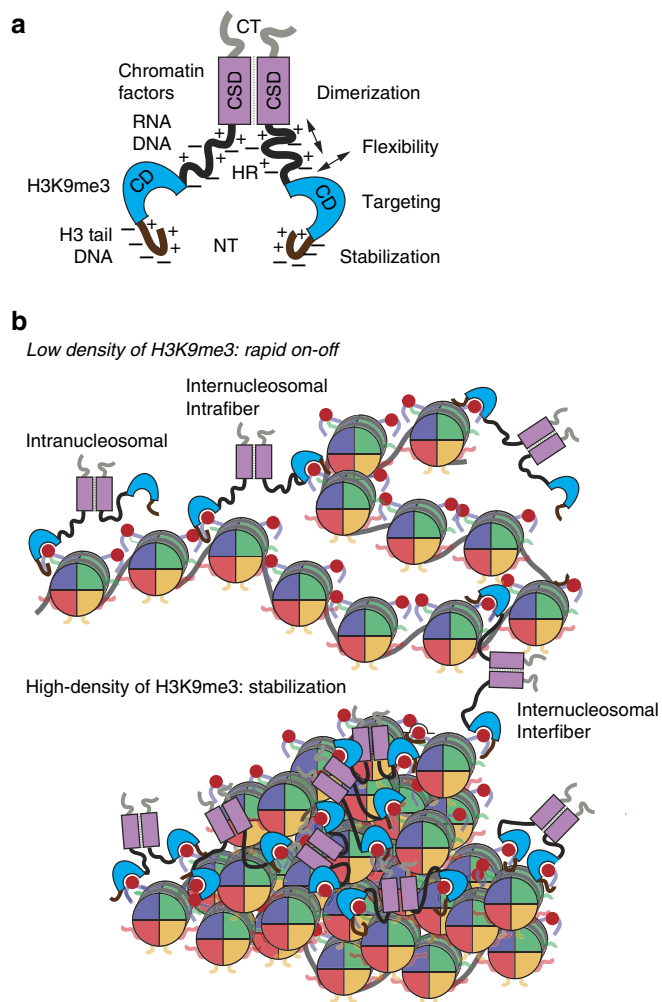 a
CT
Chromatin
factors
CSD
CSD
Dimerization
RNA
DNA
+ + + + + +
− − − −
+ + + + + +
− − − −
HR
Flexibility
H3K9me3
CD
CD
Targeting
H3 tail
DNA
− + + + − − − −
NT
+ + + − − − −
Stabilization
b
Low density of H3K9me3: rapid on-off
Internucleosomal
Intrafiber
Intranucleosomal
High-density of H3K9me3: stabilization
Internucleosomal
Interfiber